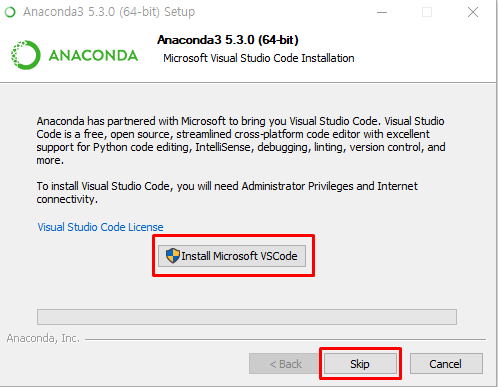 Anaconda3 5.3.0 (64-bit) Setup
ANACONDA
Anaconda3 5.3.0 (64-bit)
Microsoft Visual Studio Code Installation
Anaconda has partnered with Microsoft to bring you Visual Studio Code. Visual Studio
Code is a free, open source, streamlined cross-platform code editor with excellent
support for Python code editing, IntelliSense, debugging, linting, version control, and
more.
To install Visual Studio Code, you will need Administrator Privileges and Internet
connectivity.
Visual Studio Code License
Install Microsoft VSCode
Anaconda, Inc.
< Back
Skip
Cancel